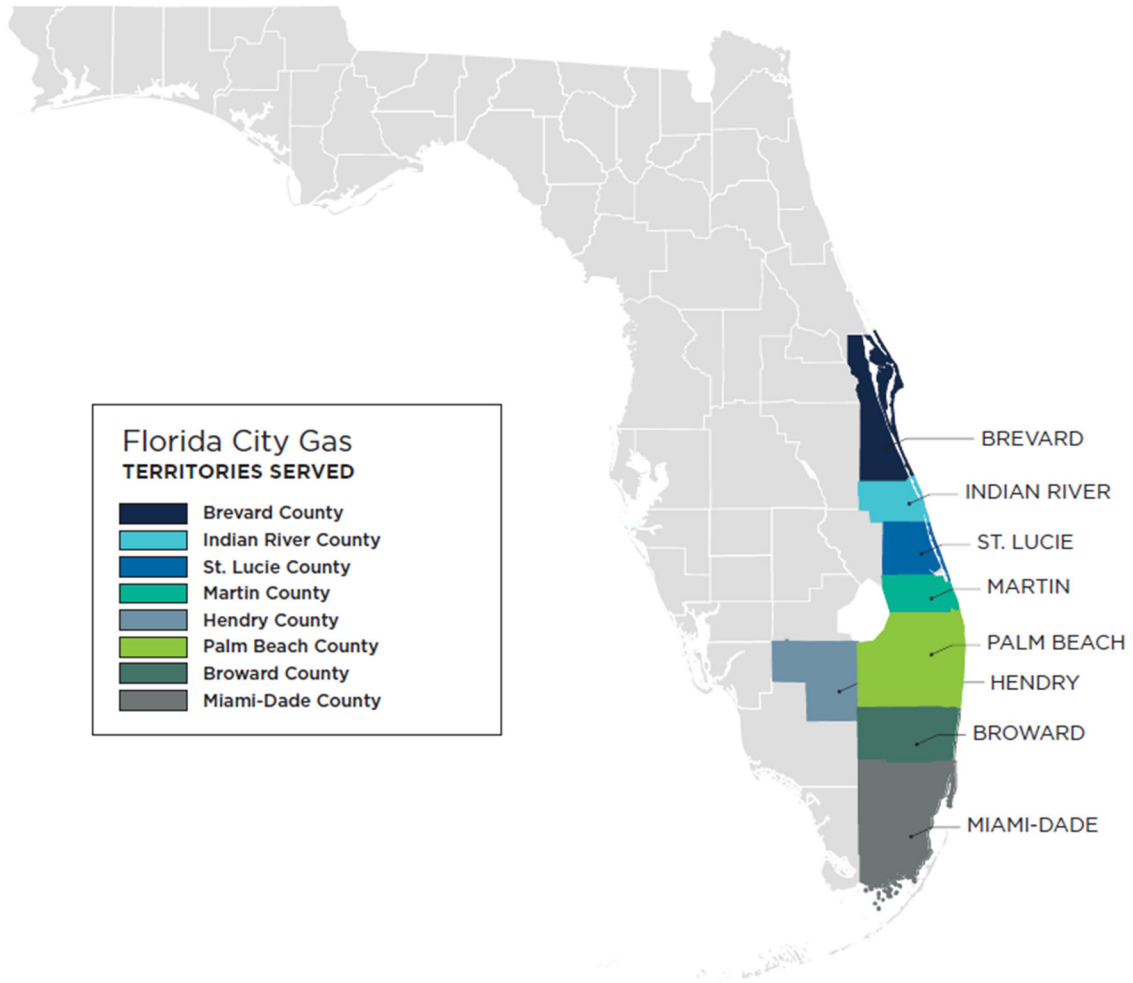 Florida City Gas
TERRITORIES SERVED
Brevard County
Indian River County
St. Lucie County
Martin County
Hendry County
Palm Beach County
Broward County
Miami-Dade County
BREVARD
INDIAN RIVER
ST. LUCIE
MARTIN
PALM BEACH
HENDRY
BROWARD
MIAMI-DADE